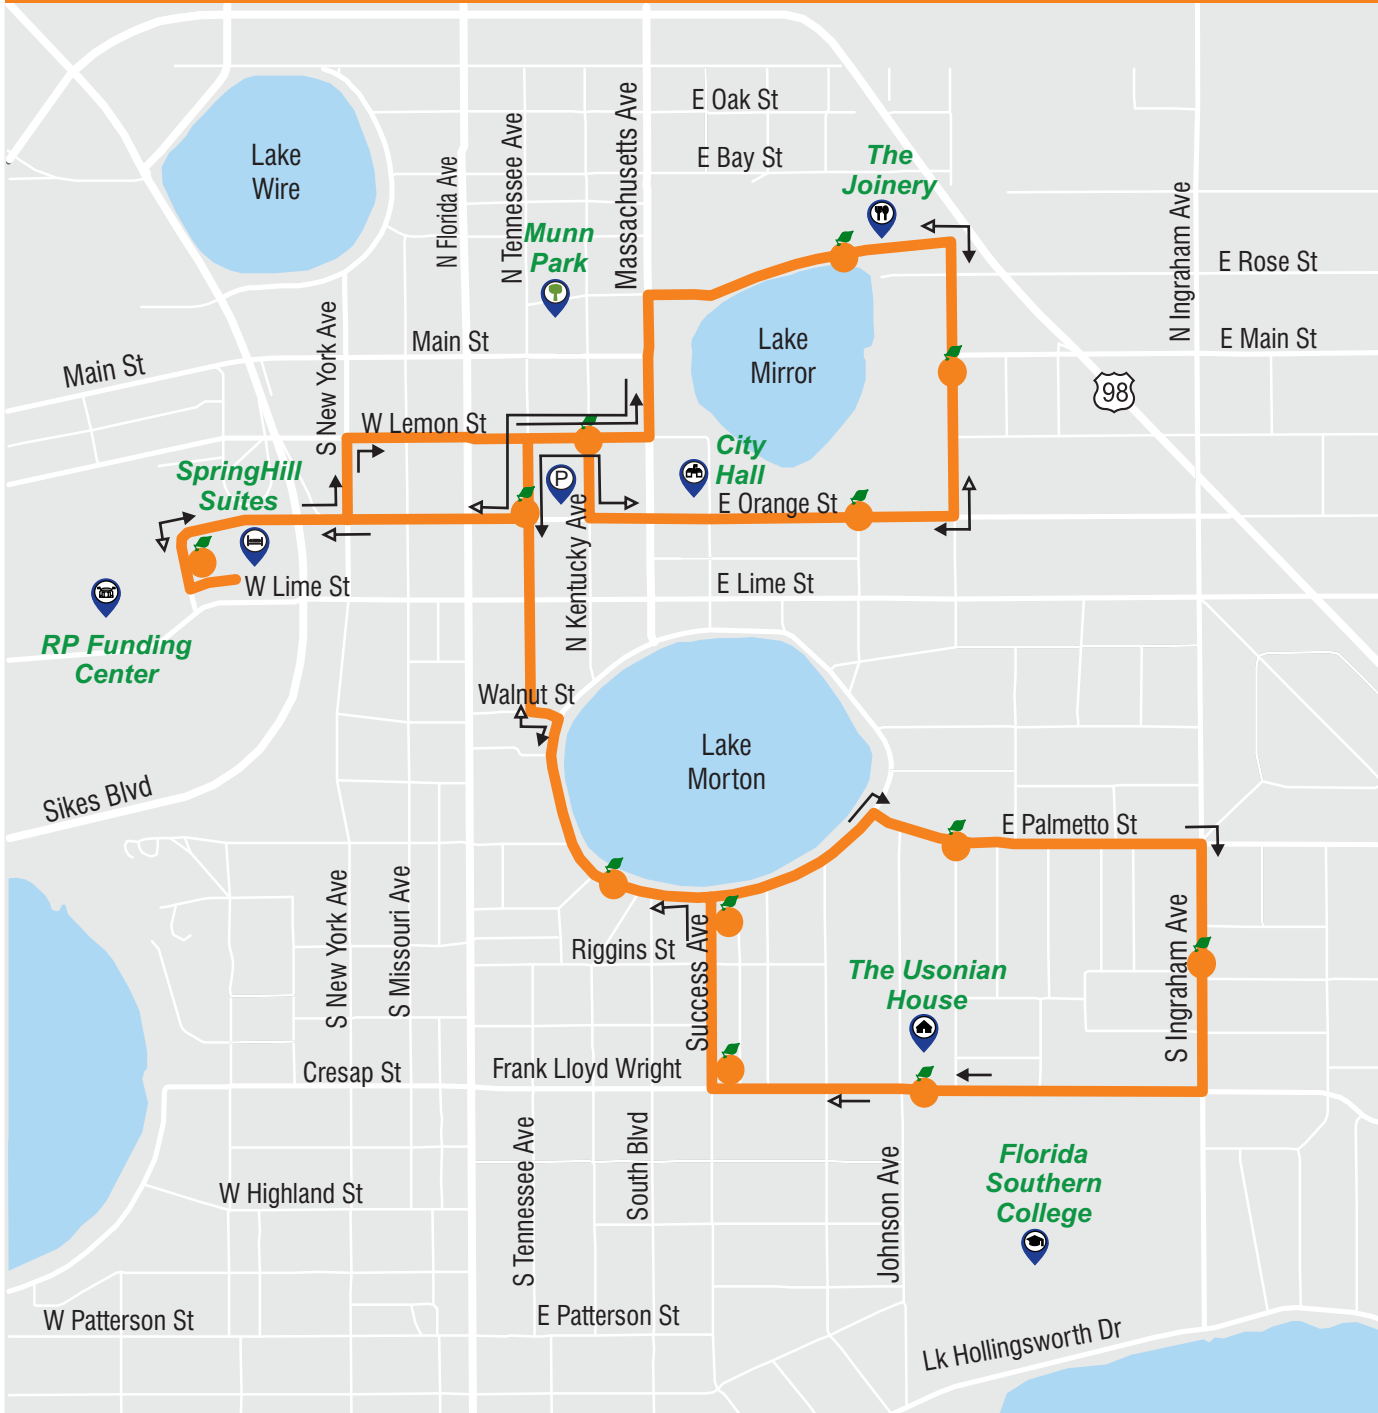 E Oak St
Massachusetts Ave
N Tennessee Ave
N Florida Ave
Lake
Wire
E Bay St
The
Joinery
N Ingraham Ave
Munn
Park
E Rose St
S New York Ave
Main St
Lake
Mirror
E Main St
Main St
98
W Lemon St
SpringHill
Suites
City
Hall
P
E Orange St
N Kentucky Ave
W Lime St
E Lime St
RP Funding
Center
Walnut St
Lake
Morton
Sikes Blvd
E Palmetto St
S New York Ave
S Missouri Ave
Riggins St
Success Ave
The Usonian
House
S Ingraham Ave
Cresap St
Frank Lloyd Wright
S Tennessee Ave
South Blvd
Johnson Ave
Florida
Southern
College
W Highland St
W Patterson St
E Patterson St
Lk Hollingsworth Dr